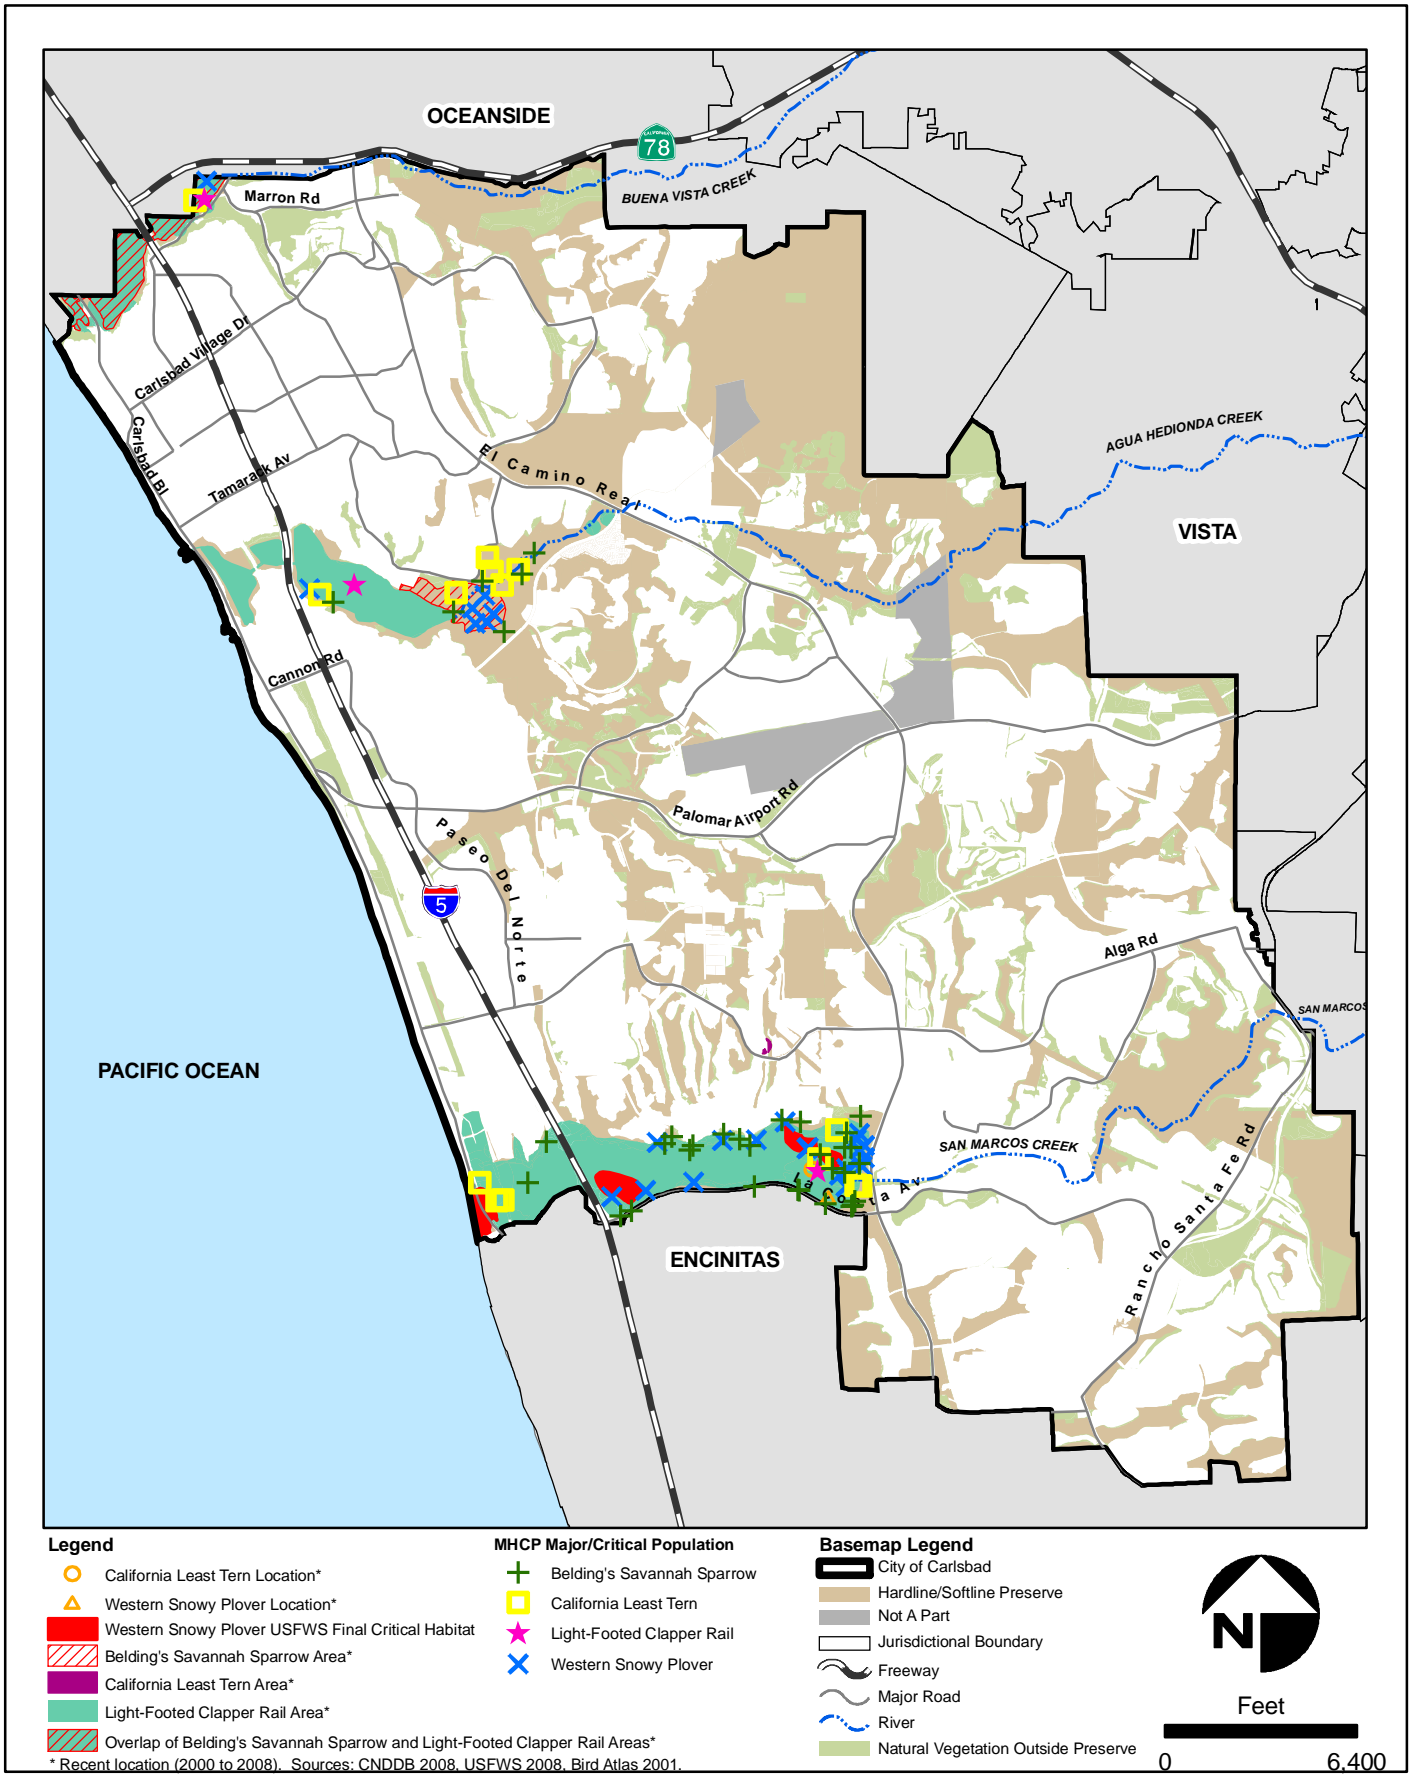 OCEANSIDE
CALIFORNIA
78
BUENA VISTA CREEK
Marron Rd
Carlsbad Village Dr
Carlsbad Bl
Tamarack Av
El Camino Real
AGUA HEDIONDA CREEK
VISTA
Cannon Rd
Palomar Airport Rd
Paseo Del Norte
5
Alga Rd
SAN MARCOS
PACIFIC OCEAN
SAN MARCOS CREEK
La Costa Av
Rancho Santa Fe Rd
ENCINITAS
Legend
California Least Tern Location*
Western Snowy Plover Location*
Western Snowy Plover USFWS Final Critical Habitat
Belding's Savannah Sparrow Area*
California Least Tern Area*
Light-Footed Clapper Rail Area*
Overlap of Belding's Savannah Sparrow and Light-Footed Clapper Rail Areas*
* Recent location (2000 to 2008). Sources: CNDDB 2008, USFWS 2008, Bird Atlas 2001.
MHCP Major/Critical Population
Belding's Savannah Sparrow
California Least Tern
Light-Footed Clapper Rail
Western Snowy Plover
Basemap Legend
City of Carlsbad
Hardline/Softline Preserve
Not A Part
Jurisdictional Boundary
Freeway
Major Road
River
Natural Vegetation Outside Preserve
N
Feet
0 6,400